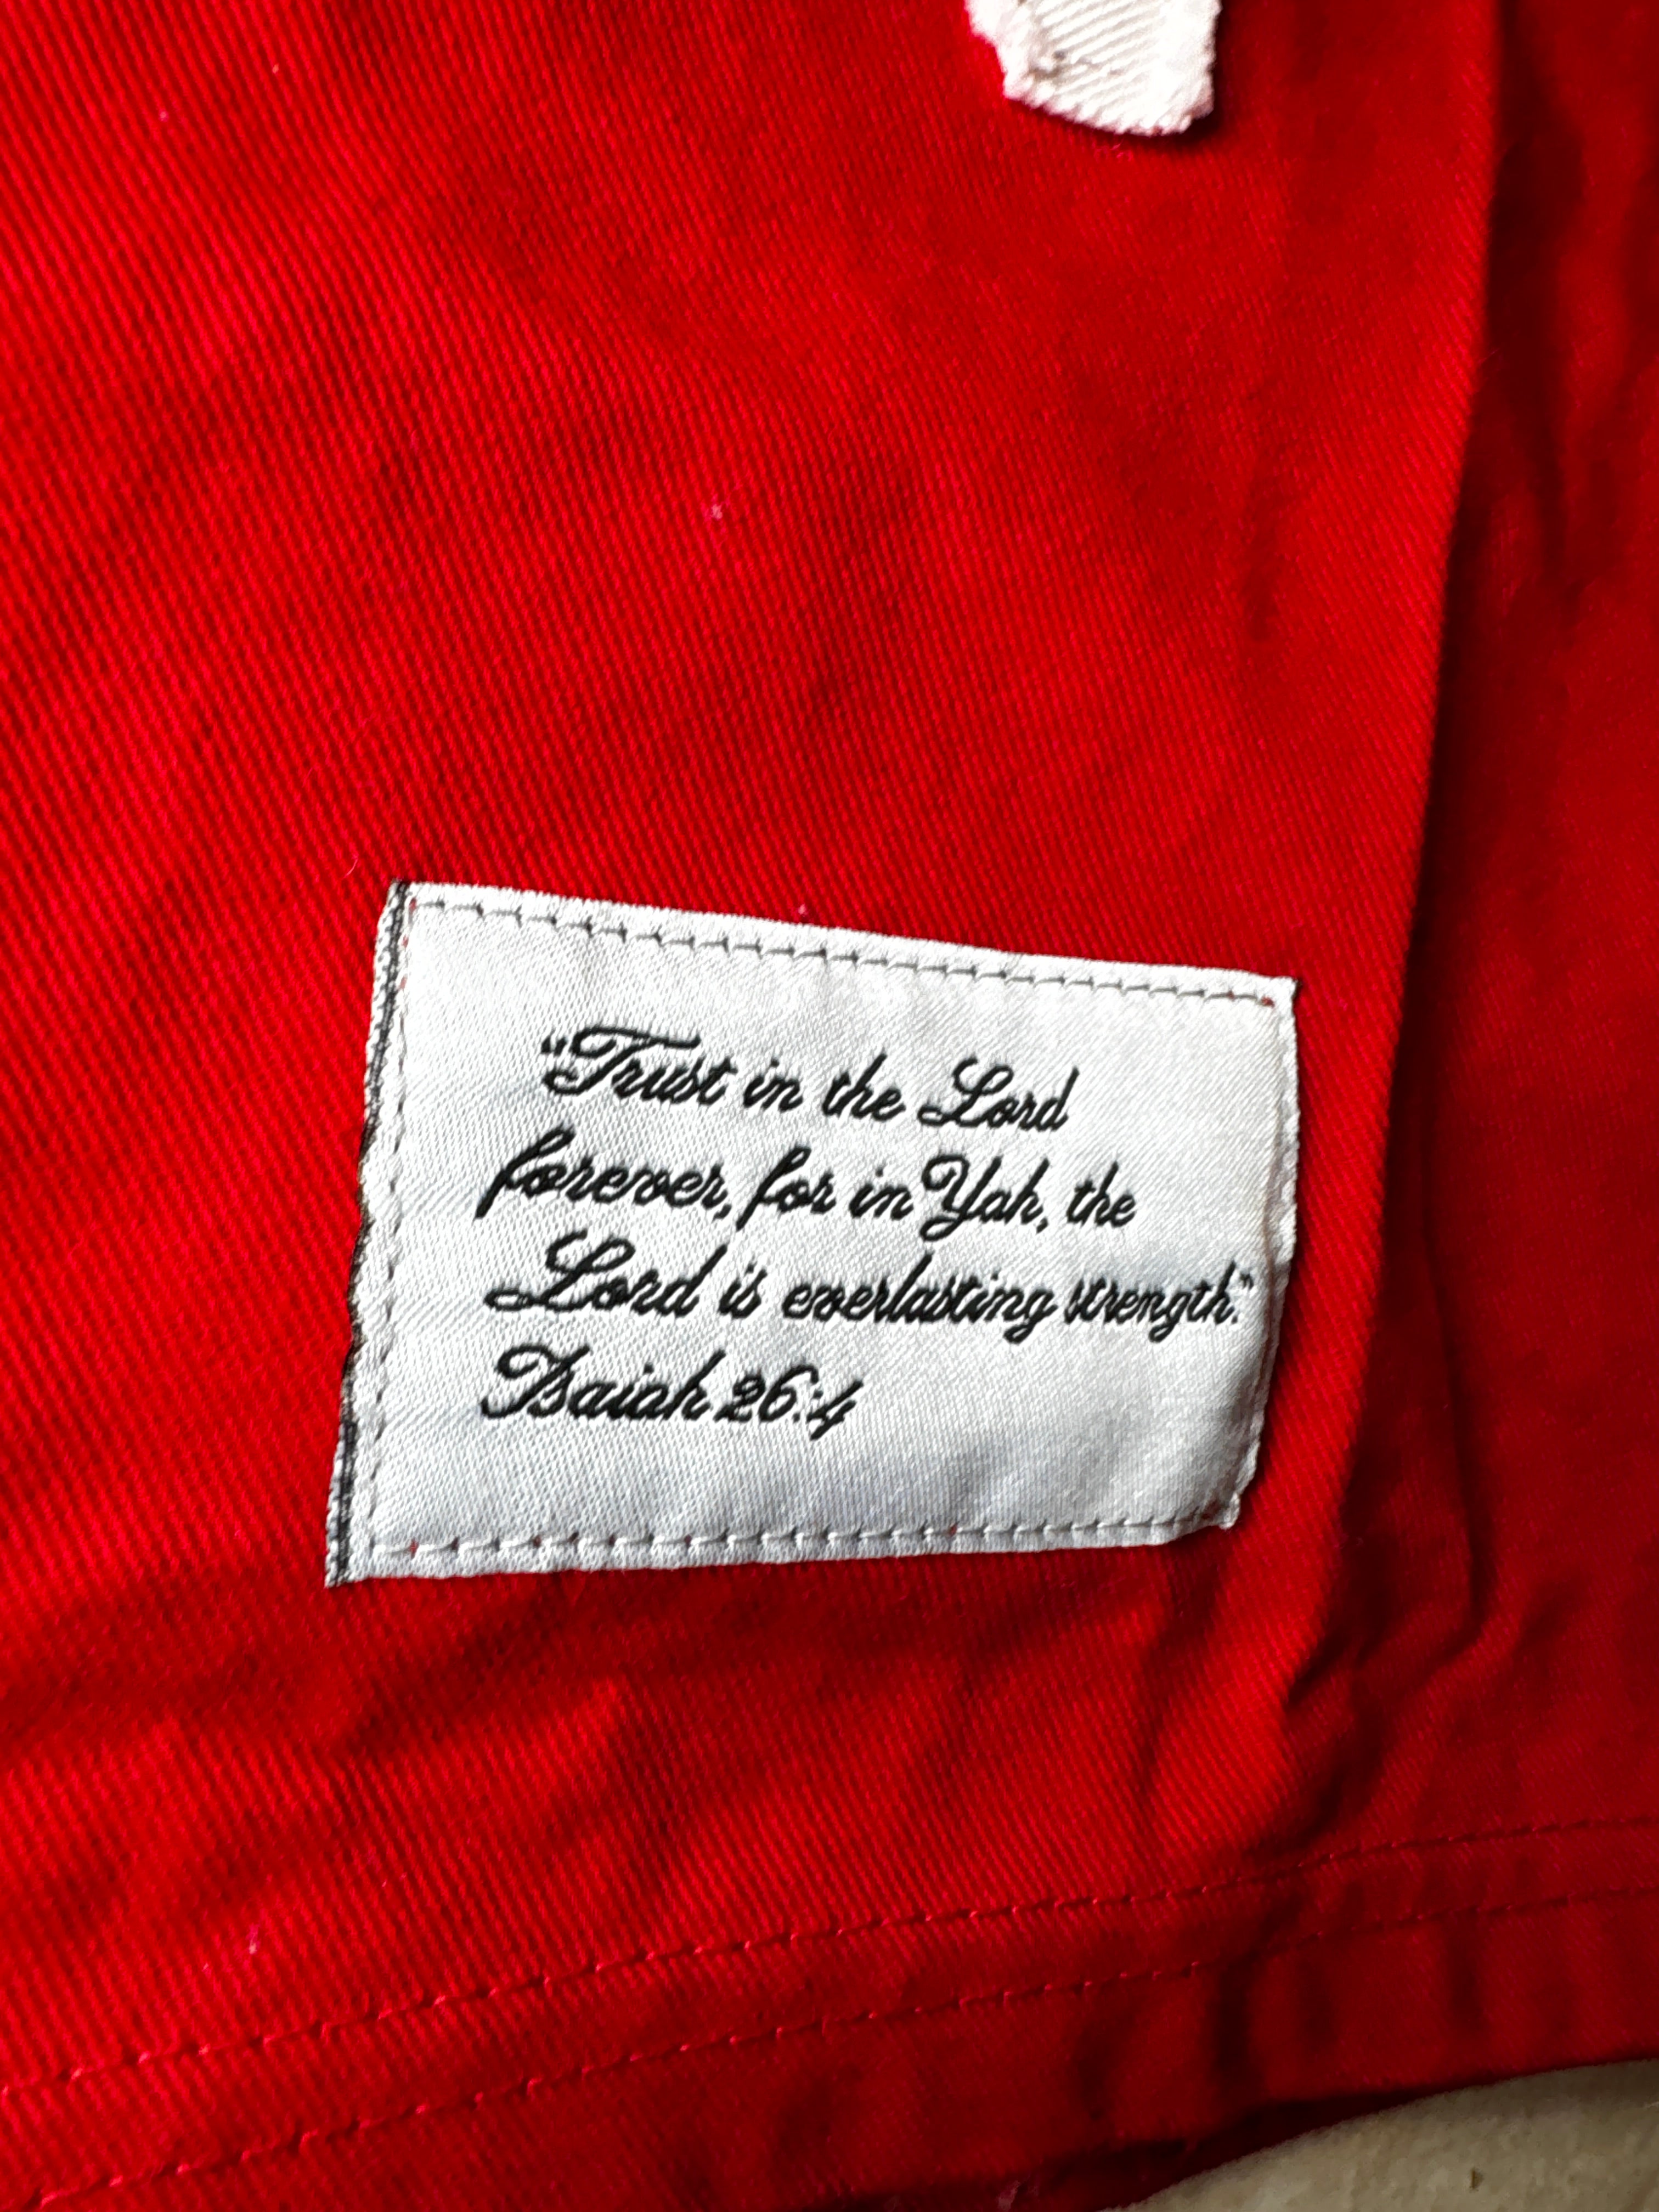 “Trust in the Lord
forever, for in Yah, the
Lord is everlasting strength.”
Isaiah 26:4